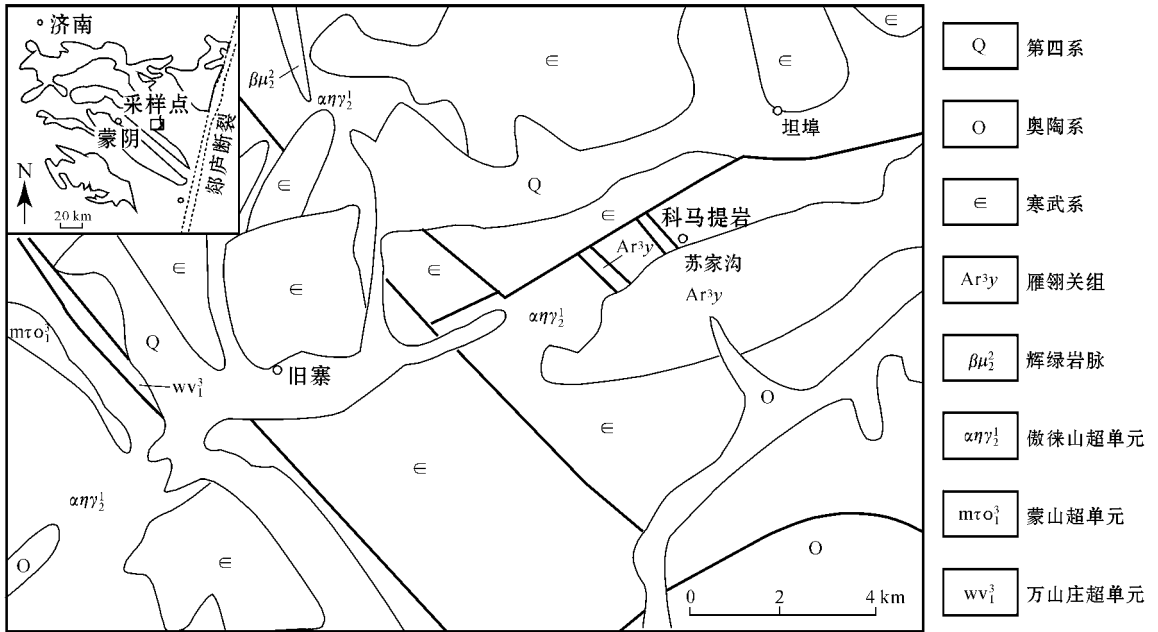 济南
采样点
蒙阴
郯庐断裂
N
20 km
βμ₂²
αηγ₂¹
∈
∈
∈
坦埠
Q
∈
∈
科马提岩
Ar³y
苏家沟
Ar³y
∈
∈
∈
αηγ₂¹
mτo₁³
Q
wv₁³
旧寨
O
∈
∈
αηγ₂¹
O
∈
O
0 2 4 km
Q 第四系
O 奥陶系
∈ 寒武系
Ar³y 雁翎关组
βμ₂² 辉绿岩脉
αηγ₂¹ 傲徕山超单元
mτo₁³ 蒙山超单元
wv₁³ 万山庄超单元